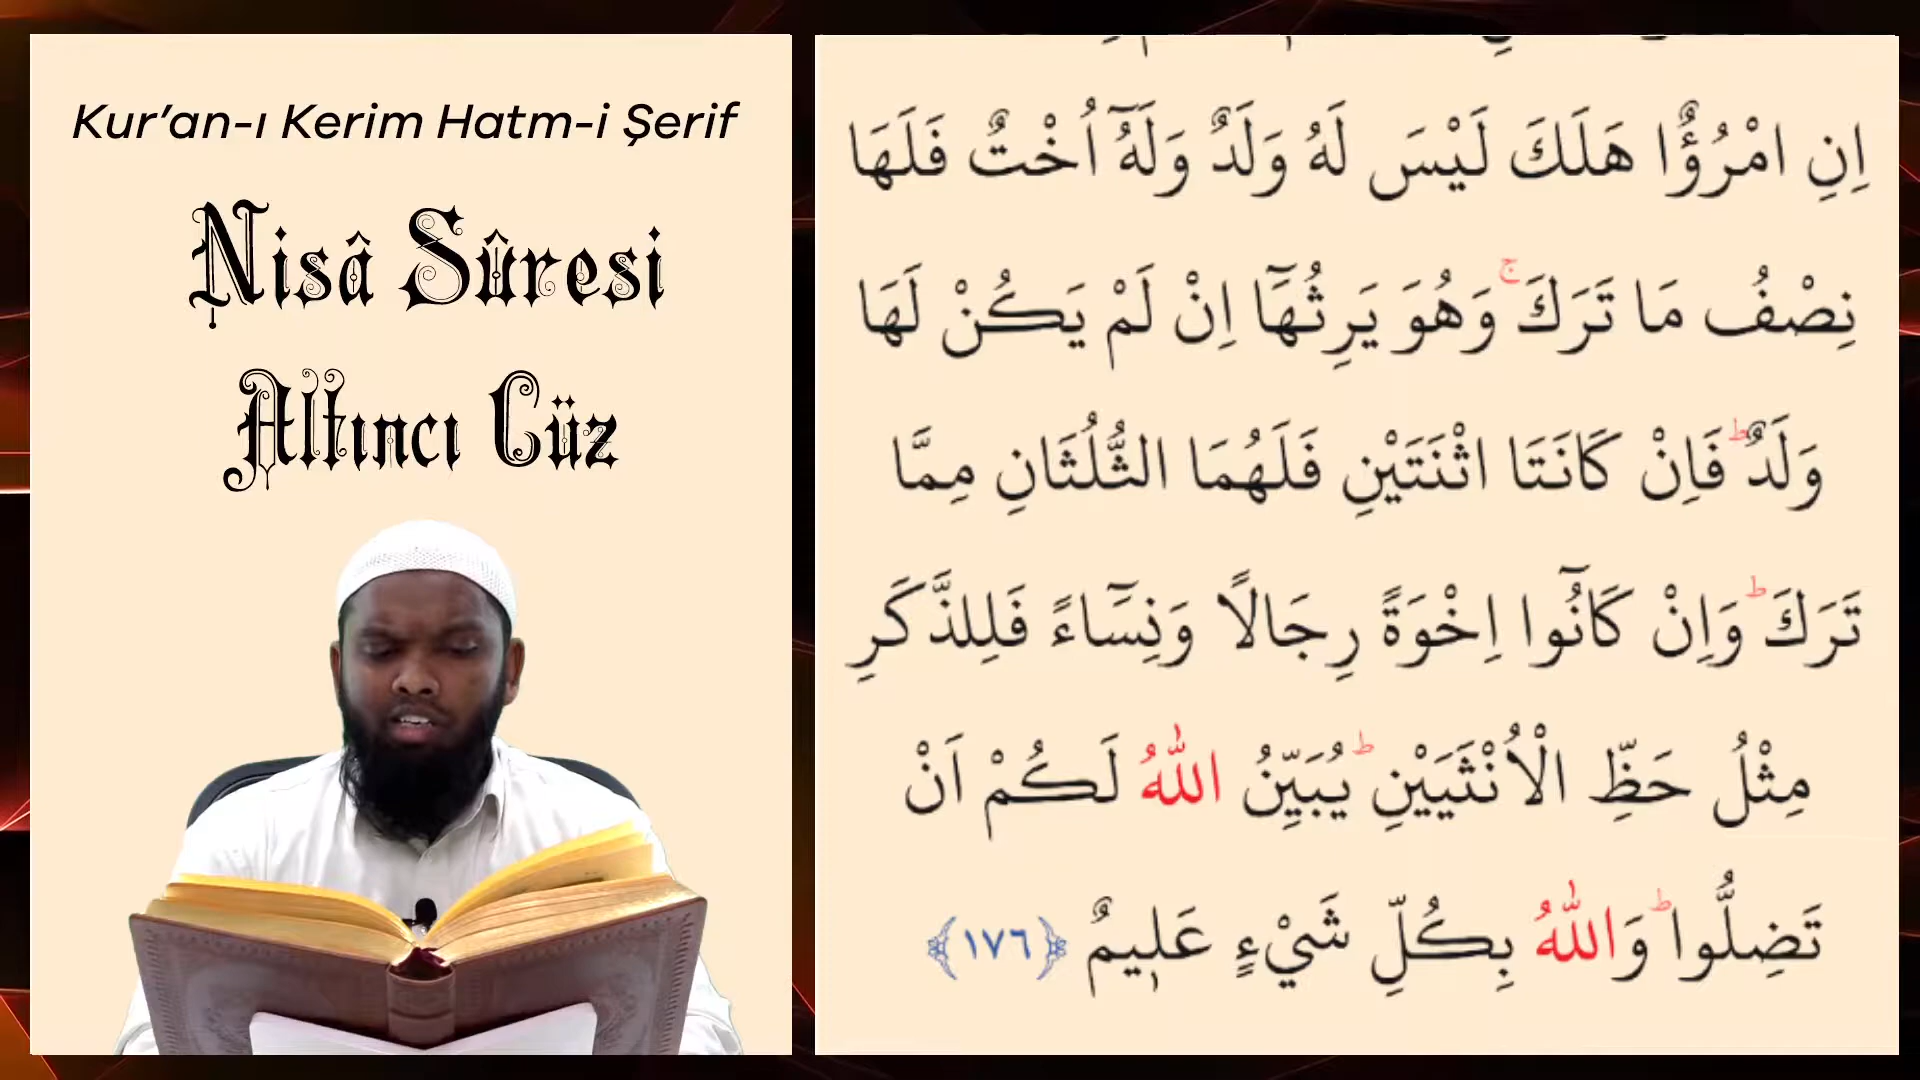 Kur’an-ı Kerim Hatm-i Şerif
Nisâ Sûresi
Altıncı Cüz
اِنِ امْرُؤٌا هَلَكَ لَيْسَ لَهُ وَلَدٌ وَلَهُٓ اُخْتٌ فَلَهَا
نِصْفُ مَا تَرَكَۚ وَهُوَ يَرِثُهَٓا اِنْ لَمْ يَكُنْ لَهَا
وَلَدٌؕ فَاِنْ كَانَتَا اثْنَتَيْنِ فَلَهُمَا الثُّلُثَانِ مِمَّا
تَرَكَؕ وَاِنْ كَانُٓوا اِخْوَةً رِجَالًا وَنِسَٓاءً فَلِلذَّكَرِ
مِثْلُ حَظِّ الْاُنْثَيَيْنِؕ يُبَيِّنُ اللّٰهُ لَكُمْ اَنْ
تَضِلُّواؕ وَاللّٰهُ بِكُلِّ شَيْءٍ عَل۪يمٌ ﴿١٧٦﴾